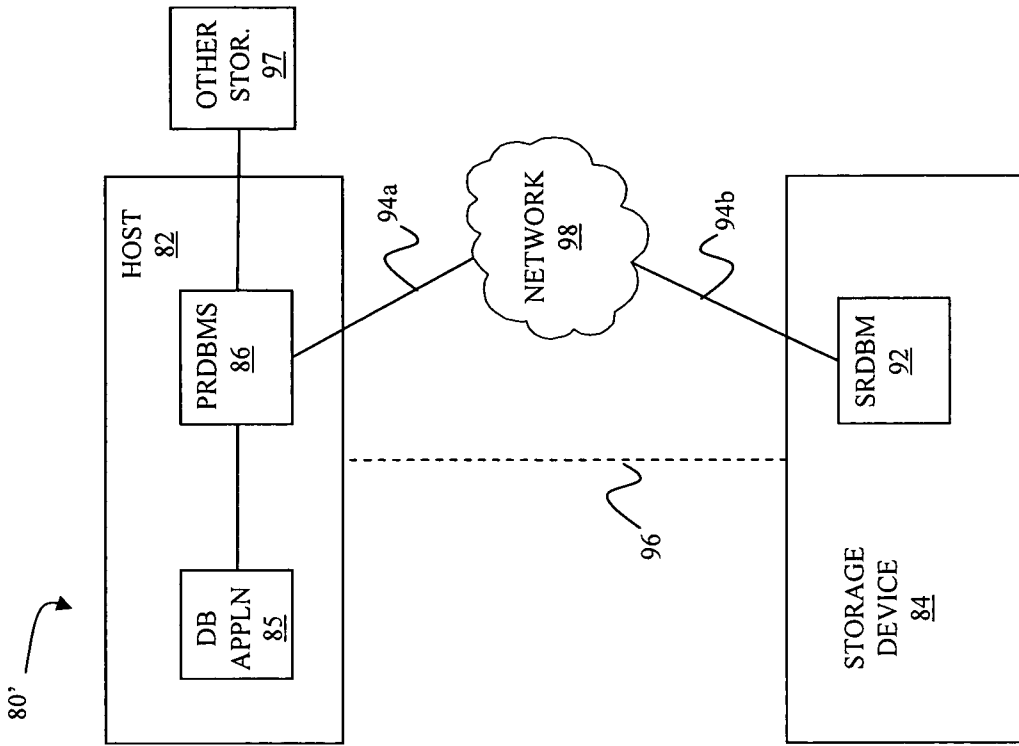 80'
HOST
82
DB
APPLN
85
PRDBMS
86
OTHER
STOR.
97
94a
NETWORK
98
94b
96
STORAGE
DEVICE
84
SRDBM
92